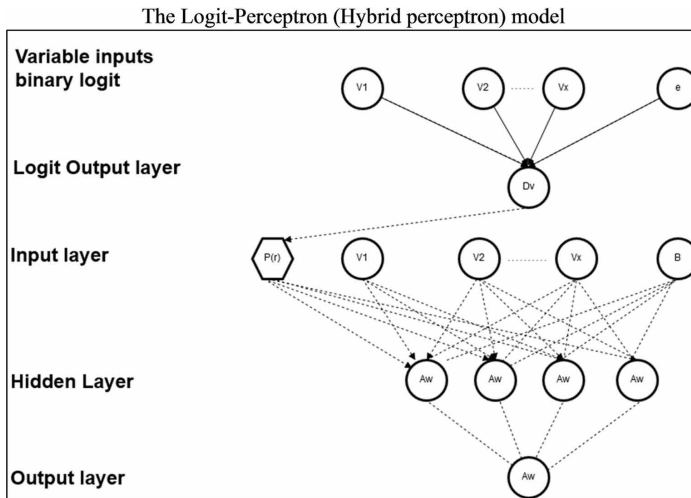 The Logit-Perceptron (Hybrid perceptron) model
Variable inputs
binary logit
V1
V2
Vx
e
Logit Output layer
Dv
Input layer
P(r)
V1
V2
Vx
B
Hidden Layer
Aw
Aw
Aw
Aw
Output layer
Aw